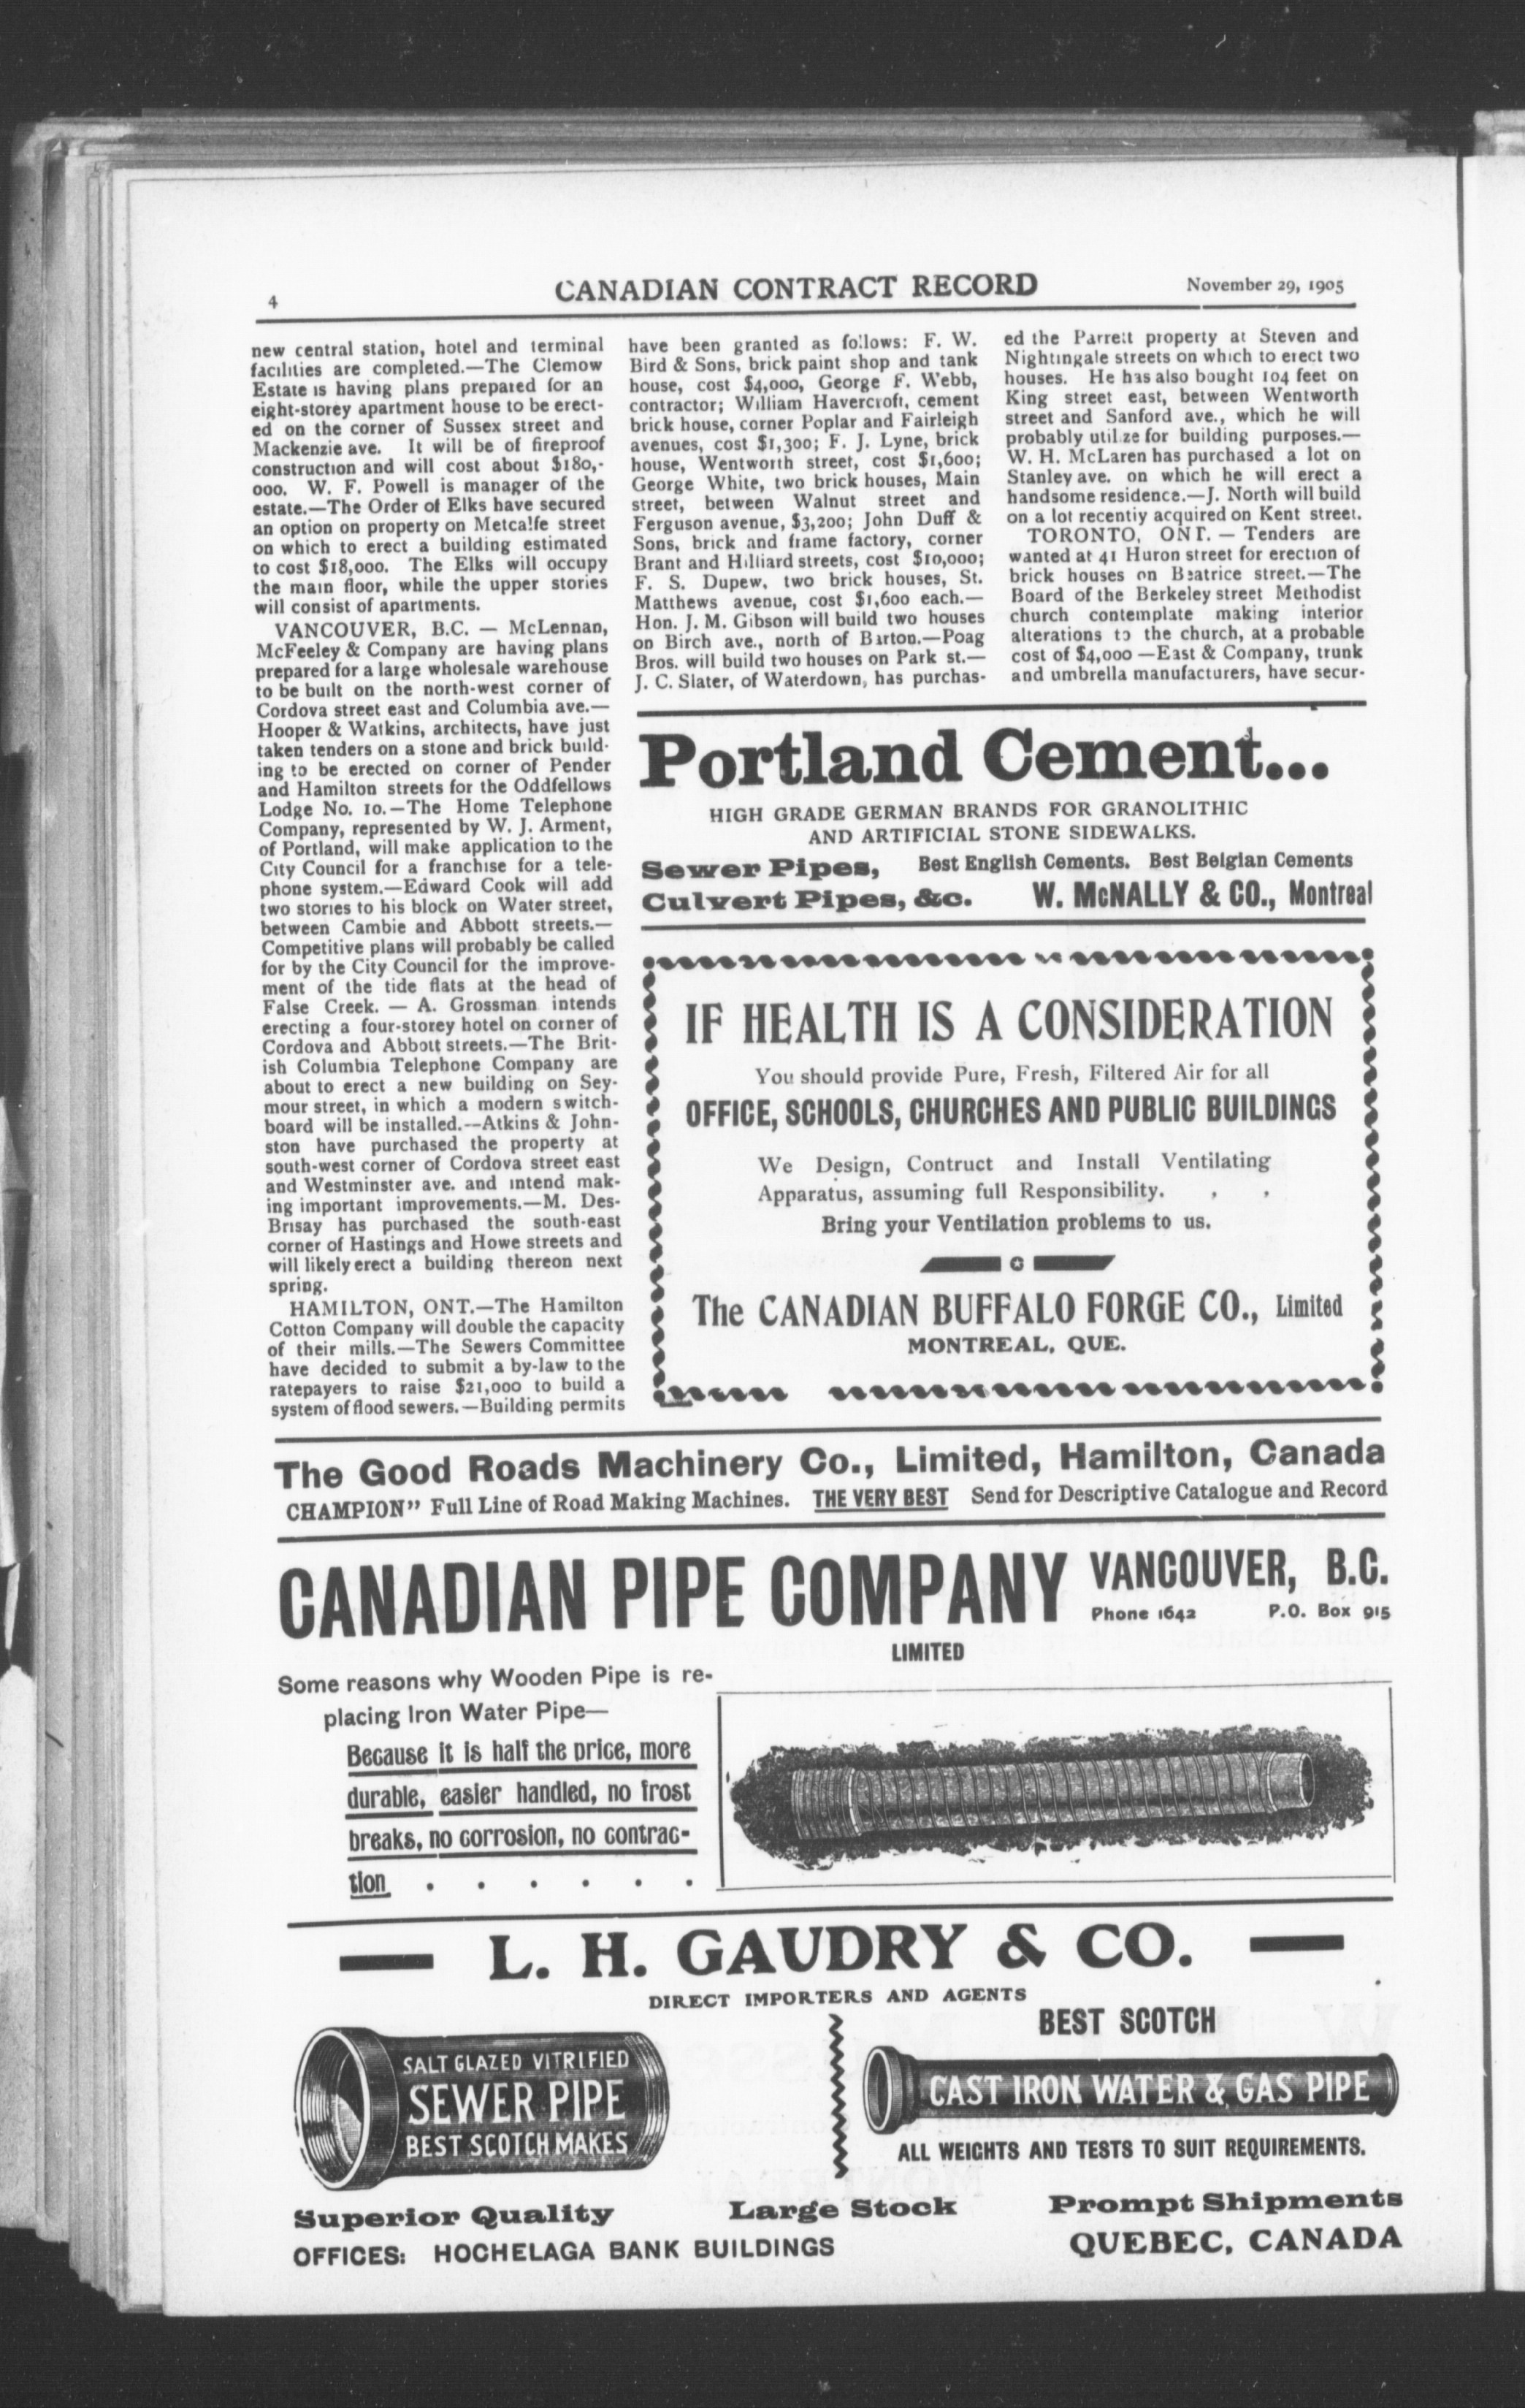 4
CANADIAN CONTRACT RECORD
November 29, 1905
new central station, hotel and terminal
facilities are completed.—The Clemow
Estate is having plans prepared for an
eight-storey apartment house to be erect-
ed on the corner of Sussex street and
Mackenzie ave. It will be of fireproof
construction and will cost about $180,-
000. W. F. Powell is manager of the
estate.—The Order of Elks have secured
an option on property on Metcalfe street
on which to erect a building estimated
to cost $18,000. The Elks will occupy
the main floor, while the upper stories
will consist of apartments.
VANCOUVER, B.C. — McLennan,
McFeeley & Company are having plans
prepared for a large wholesale warehouse
to be built on the north-west corner of
Cordova street east and Columbia ave.—
Hooper & Watkins, architects, have just
taken tenders on a stone and brick build-
ing to be erected on corner of Pender
and Hamilton streets for the Oddfellows
Lodge No. 10.—The Home Telephone
Company, represented by W. J. Arment,
of Portland, will make application to the
City Council for a franchise for a tele-
phone system.—Edward Cook will add
two stories to his block on Water street,
between Cambie and Abbott streets.—
Competitive plans will probably be called
for by the City Council for the improve-
ment of the tide flats at the head of
False Creek. — A. Grossman intends
erecting a four-storey hotel on corner of
Cordova and Abbott streets.—The Brit-
ish Columbia Telephone Company are
about to erect a new building on Sey-
mour street, in which a modern switch-
board will be installed.—Atkins & John-
ston have purchased the property at
south-west corner of Cordova street east
and Westminster ave. and intend mak-
ing important improvements.—M. Des-
Brisay has purchased the south-east
corner of Hastings and Howe streets and
will likely erect a building thereon next
spring.
HAMILTON, ONT.—The Hamilton
Cotton Company will double the capacity
of their mills.—The Sewers Committee
have decided to submit a by-law to the
ratepayers to raise $21,000 to build a
system of flood sewers.—Building permits
have been granted as follows: F. W.
Bird & Sons, brick paint shop and tank
house, cost $4,000, George F. Webb,
contractor; William Havercroft, cement
brick house, corner Poplar and Fairleigh
avenues, cost $1,300; F. J. Lyne, brick
house, Wentworth street, cost $1,600;
George White, two brick houses, Main
street, between Walnut street and
Ferguson avenue, $3,200; John Duff &
Sons, brick and frame factory, corner
Brant and Hilliard streets, cost $10,000;
F. S. Dupew, two brick houses, St.
Matthews avenue, cost $1,600 each.—
Hon. J. M. Gibson will build two houses
on Birch ave., north of Barton.—Poag
Bros. will build two houses on Park st.—
J. C. Slater, of Waterdown, has purchas-
ed the Parrett property at Steven and
Nightingale streets on which to erect two
houses. He has also bought 104 feet on
King street east, between Wentworth
street and Sanford ave., which he will
probably utilize for building purposes.—
W. H. McLaren has purchased a lot on
Stanley ave. on which he will erect a
handsome residence.—J. North will build
on a lot recently acquired on Kent street.
TORONTO, ONT. — Tenders are
wanted at 41 Huron street for erection of
brick houses on Beatrice street.—The
Board of the Berkeley street Methodist
church contemplate making interior
alterations to the church, at a probable
cost of $4,000 —East & Company, trunk
and umbrella manufacturers, have secur-
Portland Cement...
HIGH GRADE GERMAN BRANDS FOR GRANOLITHIC
AND ARTIFICIAL STONE SIDEWALKS.
Sewer Pipes, Best English Cements. Best Belgian Cements
Culvert Pipes, &c. W. McNALLY & CO., Montreal
IF HEALTH IS A CONSIDERATION
You should provide Pure, Fresh, Filtered Air for all
OFFICE, SCHOOLS, CHURCHES AND PUBLIC BUILDINGS
We Design, Contruct and Install Ventilating
Apparatus, assuming full Responsibility. , ,
Bring your Ventilation problems to us.
The CANADIAN BUFFALO FORGE CO., Limited
MONTREAL, QUE.
The Good Roads Machinery Co., Limited, Hamilton, Canada
CHAMPION" Full Line of Road Making Machines. THE VERY BEST Send for Descriptive Catalogue and Record
CANADIAN PIPE COMPANY VANCOUVER, B.C.
Phone 1642 P.O. Box 915
LIMITED
Some reasons why Wooden Pipe is re-
placing Iron Water Pipe—
Because it is half the price, more
durable, easier handled, no frost
breaks, no corrosion, no contrac-
tion . . . . . .
L. H. GAUDRY & CO.
DIRECT IMPORTERS AND AGENTS
SALT GLAZED VITRIFIED
SEWER PIPE
BEST SCOTCH MAKES
BEST SCOTCH
CAST IRON WATER & GAS PIPE
ALL WEIGHTS AND TESTS TO SUIT REQUIREMENTS.
Superior Quality Large Stock Prompt Shipments
OFFICES: HOCHELAGA BANK BUILDINGS QUEBEC, CANADA